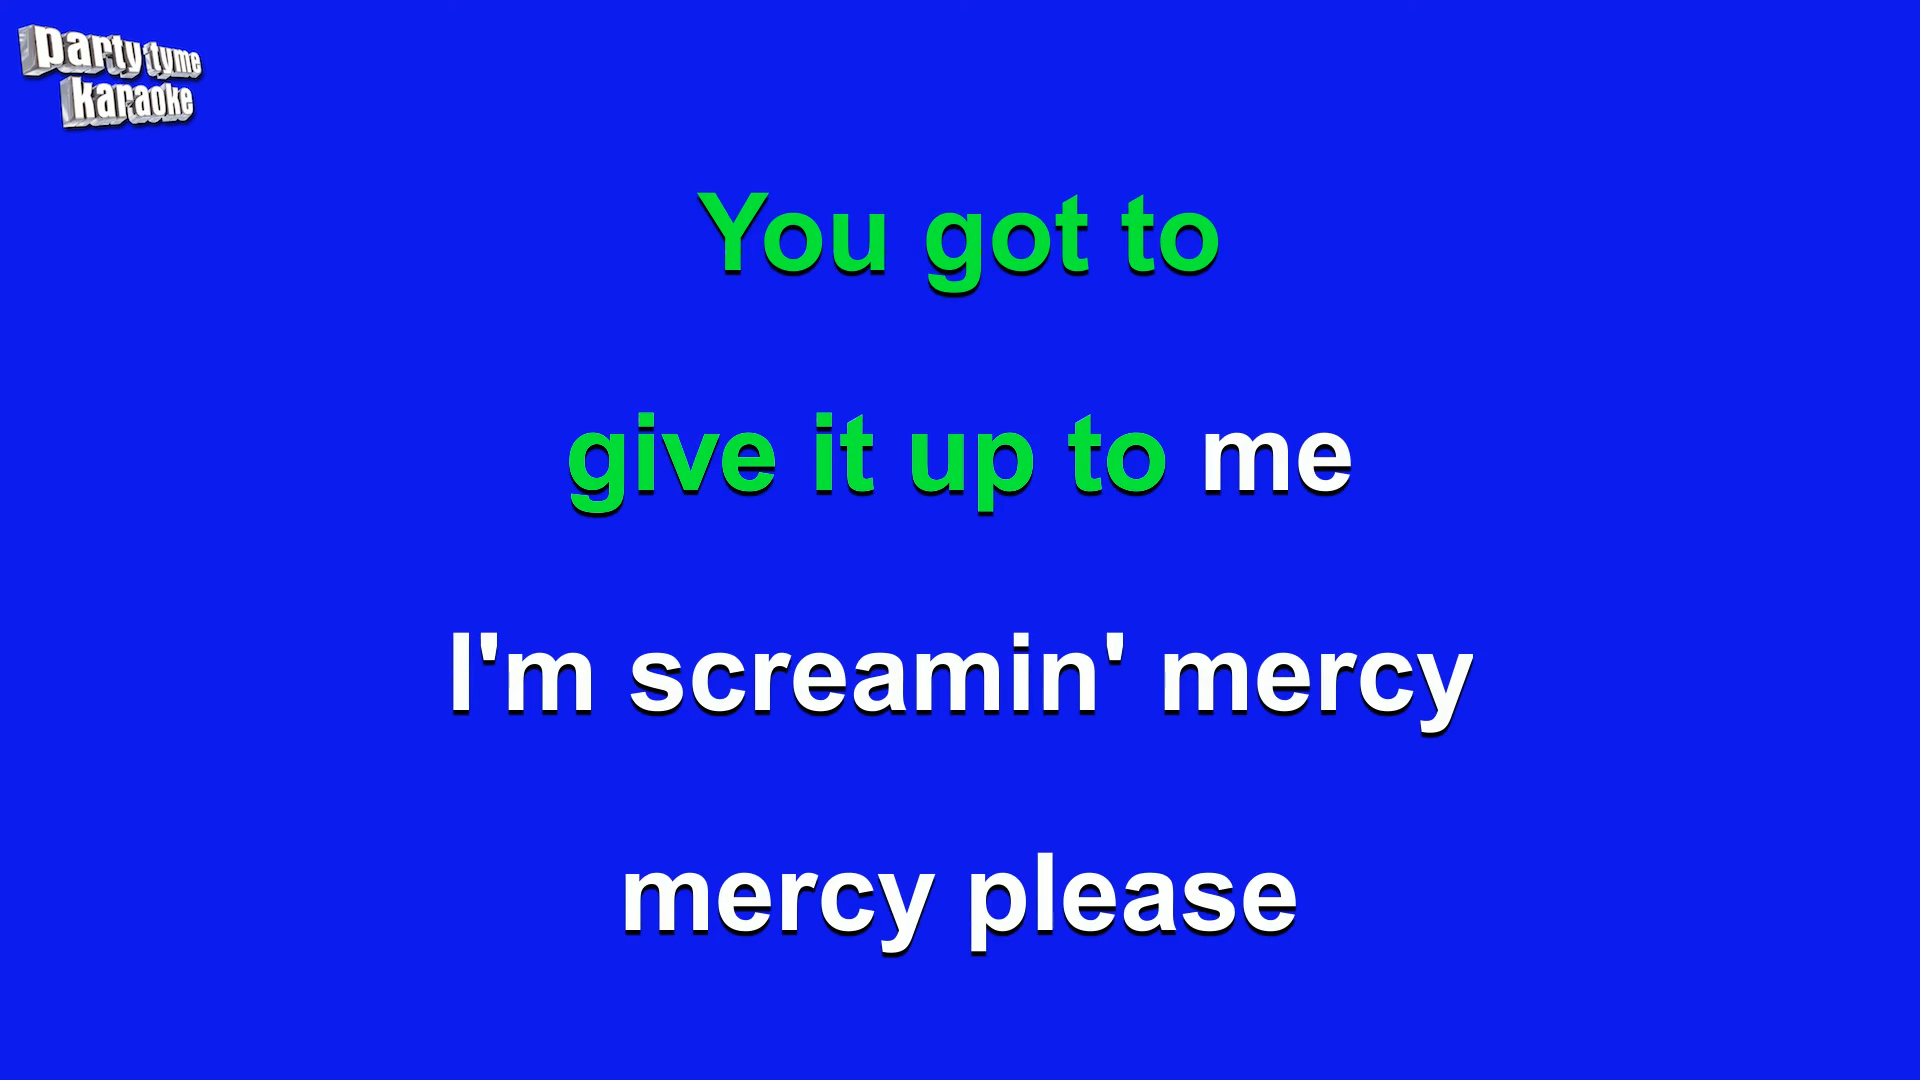 party tyme
karaoke
You got to
give it up to me
I'm screamin' mercy
mercy please